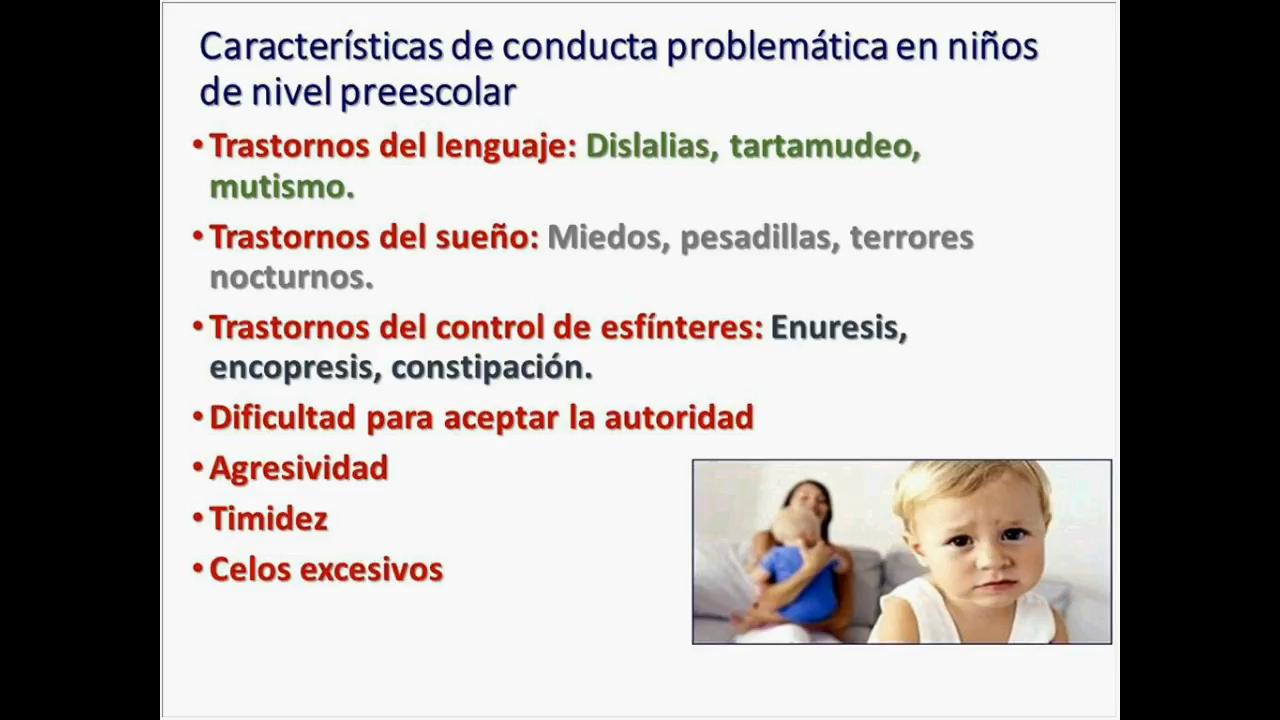 Características de conducta problemática en niños
de nivel preescolar
• Trastornos del lenguaje: Dislalias, tartamudeo,
mutismo.
• Trastornos del sueño: Miedos, pesadillas, terrores
nocturnos.
• Trastornos del control de esfínteres: Enuresis,
encopresis, constipación.
• Dificultad para aceptar la autoridad
• Agresividad
• Timidez
• Celos excesivos